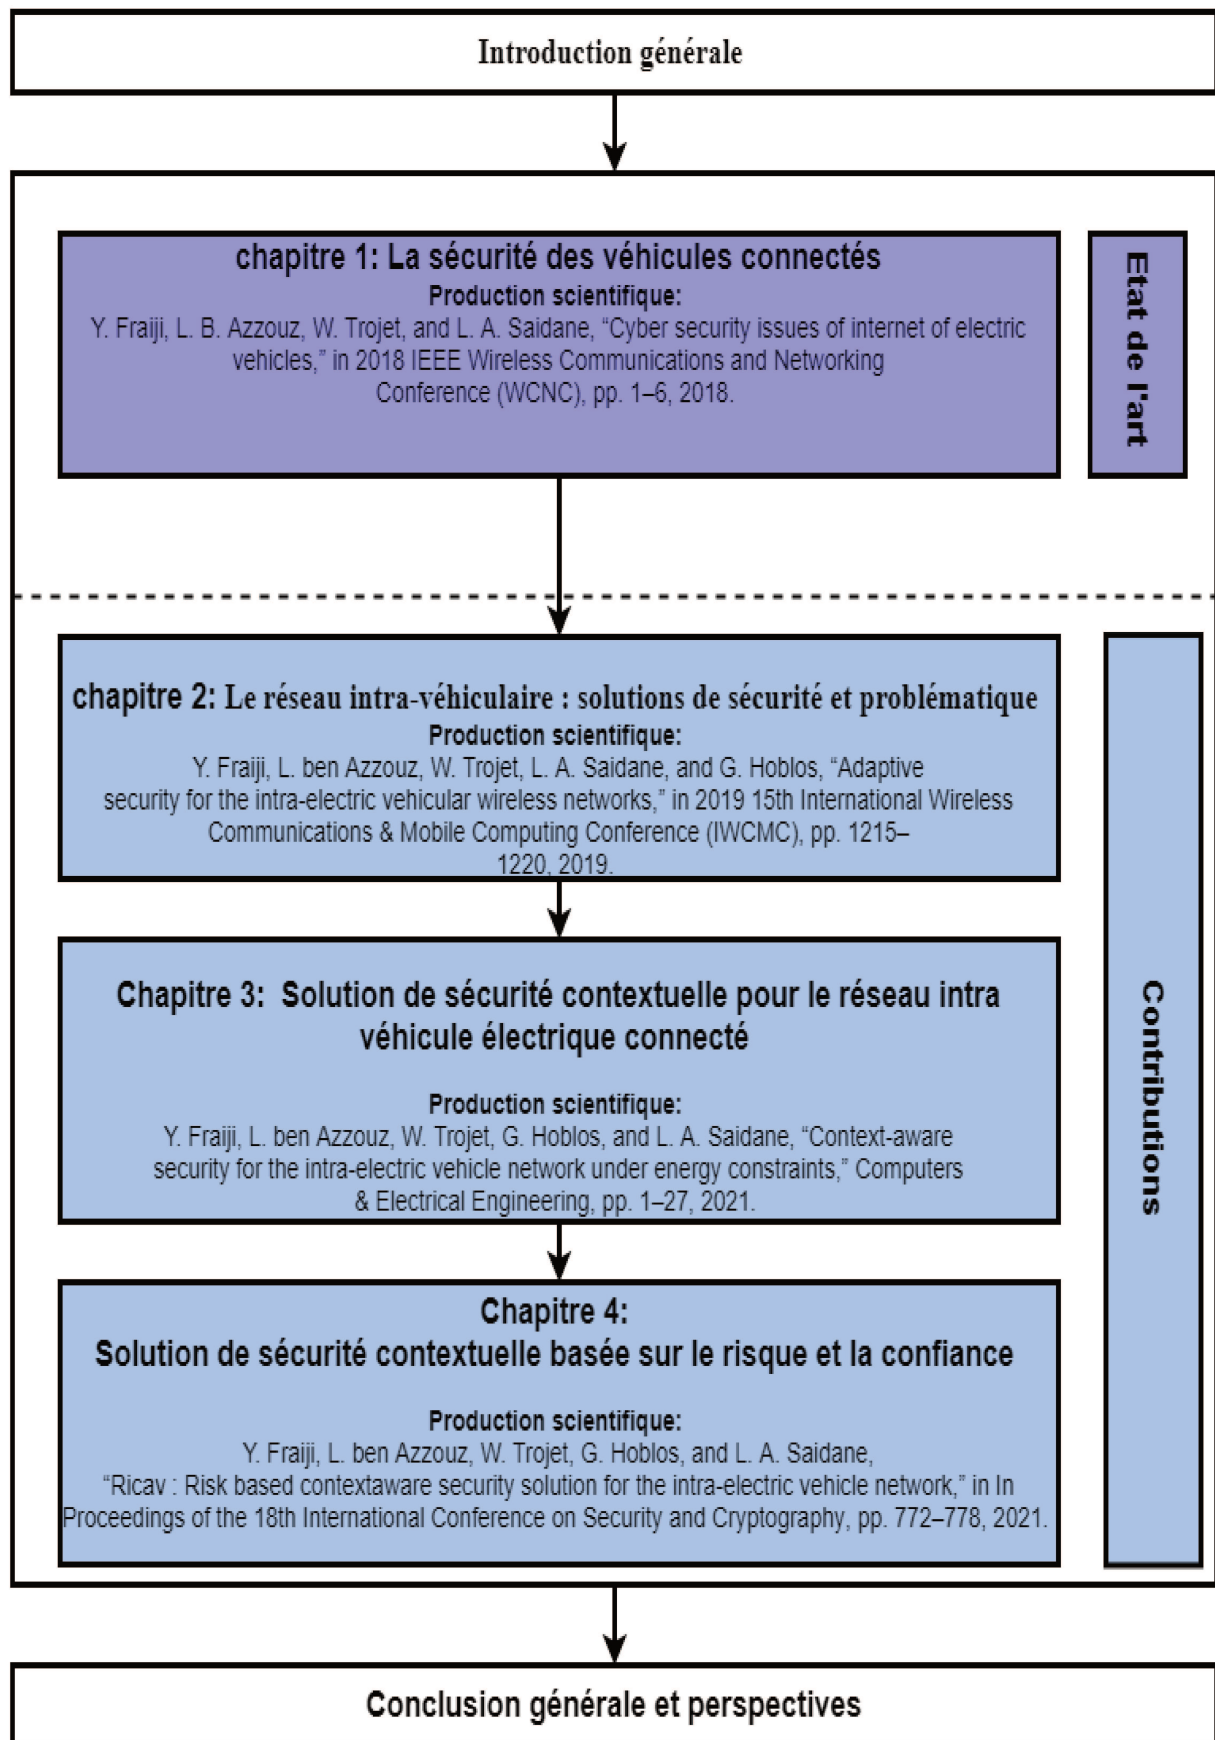 Introduction générale
chapitre 1: La sécurité des véhicules connectés
Production scientifique:
Y. Fraiji, L. B. Azzouz, W. Trojet, and L. A. Saidane, “Cyber security issues of internet of electric
vehicles,” in 2018 IEEE Wireless Communications and Networking
Conference (WCNC), pp. 1–6, 2018.
Etat de l'art
chapitre 2: Le réseau intra-véhiculaire : solutions de sécurité et problématique
Production scientifique:
Y. Fraiji, L. ben Azzouz, W. Trojet, L. A. Saidane, and G. Hoblos, “Adaptive
security for the intra-electric vehicular wireless networks,” in 2019 15th International Wireless
Communications & Mobile Computing Conference (IWCMC), pp. 1215–
1220, 2019.
Chapitre 3: Solution de sécurité contextuelle pour le réseau intra
véhicule électrique connecté
Production scientifique:
Y. Fraiji, L. ben Azzouz, W. Trojet, G. Hoblos, and L. A. Saidane, “Context-aware
security for the intra-electric vehicle network under energy constraints,” Computers
& Electrical Engineering, pp. 1–27, 2021.
Chapitre 4:
Solution de sécurité contextuelle basée sur le risque et la confiance
Production scientifique:
Y. Fraiji, L. ben Azzouz, W. Trojet, G. Hoblos, and L. A. Saidane,
“Ricav : Risk based contextaware security solution for the intra-electric vehicle network,” in In
Proceedings of the 18th International Conference on Security and Cryptography, pp. 772–778, 2021.
Contributions
Conclusion générale et perspectives